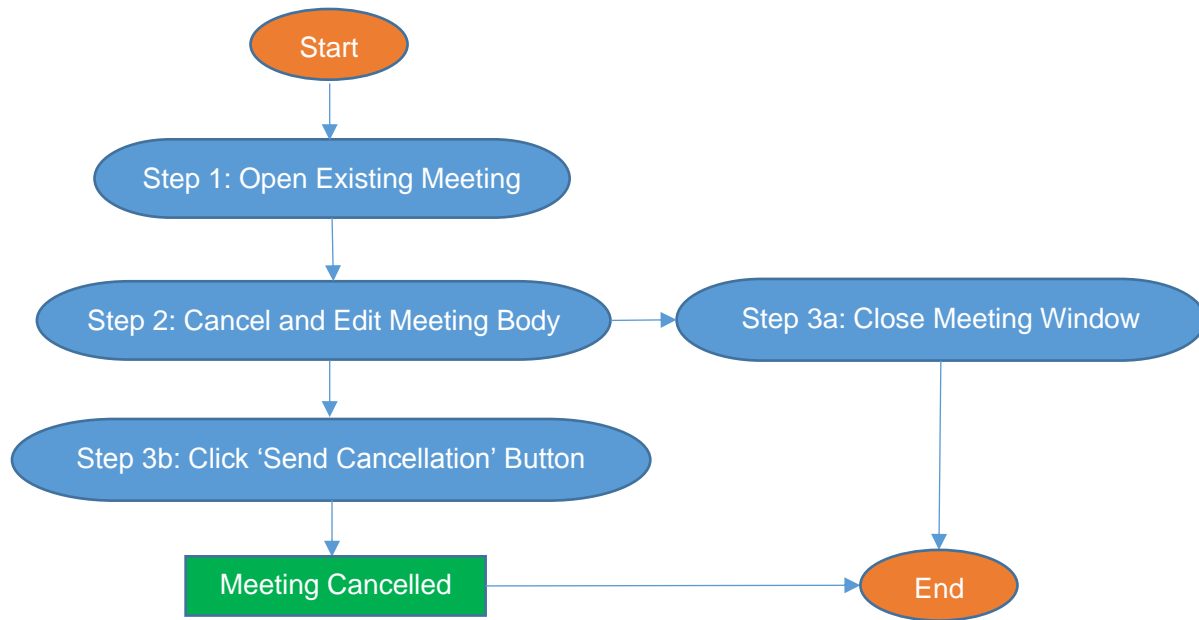 Start
Step 1: Open Existing Meeting
Step 2: Cancel and Edit Meeting Body
Step 3a: Close Meeting Window
Step 3b: Click ‘Send Cancellation’ Button
Meeting Cancelled
End